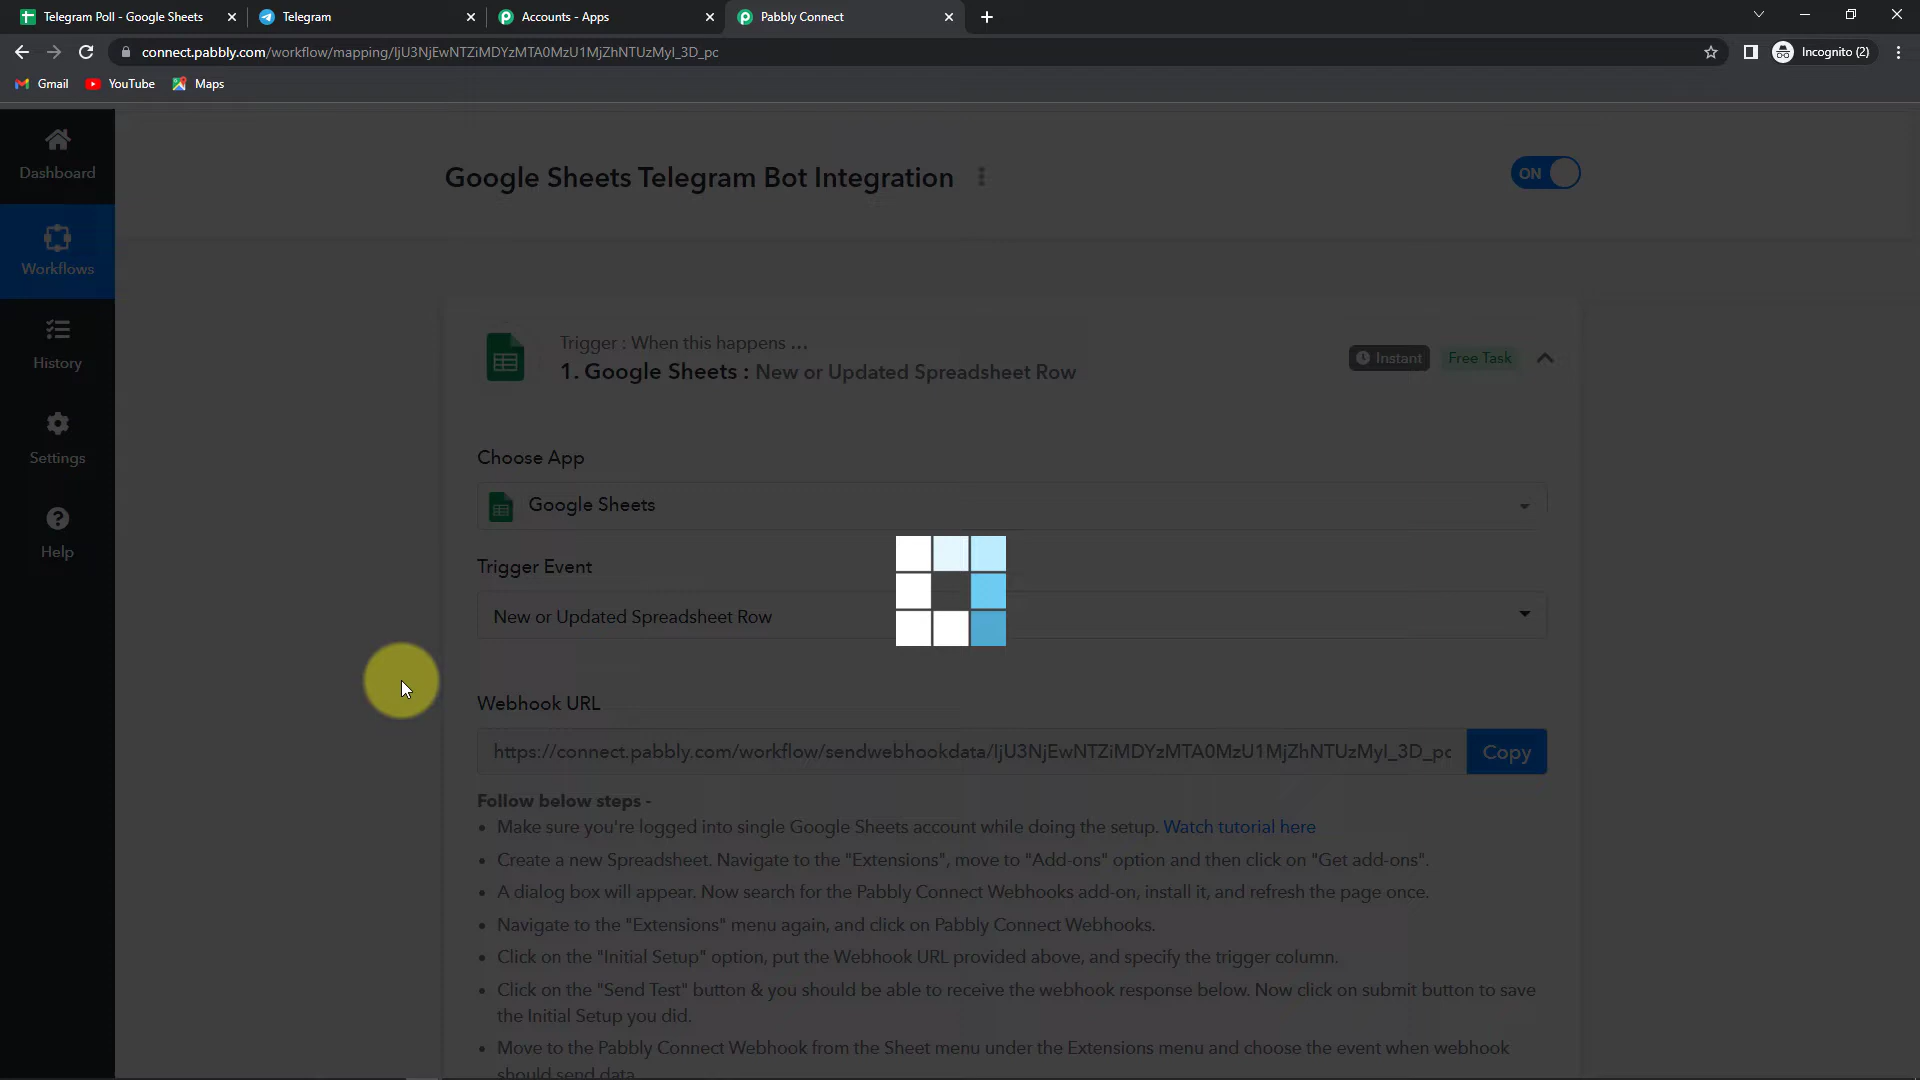 Telegram Poll - Google Sheets
Telegram
Accounts - Apps
Pabbly Connect
connect.pabbly.com/workflow/mapping/IjU3NjEwNTZiMDYzMTA0MzU1MjZhNTUzMyI_3D_pc
Incognito (2)
Gmail
YouTube
Maps
Dashboard
Workflows
History
Settings
Help
Google Sheets Telegram Bot Integration
ON
Trigger : When this happens ...
1. Google Sheets : New or Updated Spreadsheet Row
Instant
Free Task
Choose App
Google Sheets
Trigger Event
New or Updated Spreadsheet Row
Webhook URL
https://connect.pabbly.com/workflow/sendwebhookdata/IjU3NjEwNTZiMDYzMTA0MzU1MjZhNTUzMyI_3D_pc
Copy
Follow below steps -
• Make sure you're logged into single Google Sheets account while doing the setup. Watch tutorial here
• Create a new Spreadsheet. Navigate to the "Extensions", move to "Add-ons" option and then click on "Get add-ons".
• A dialog box will appear. Now search for the Pabbly Connect Webhooks add-on, install it, and refresh the page once.
• Navigate to the "Extensions" menu again, and click on Pabbly Connect Webhooks.
• Click on the "Initial Setup" option, put the Webhook URL provided above, and specify the trigger column.
• Click on the "Send Test" button & you should be able to receive the webhook response below. Now click on submit button to save
the Initial Setup you did.
• Move to the Pabbly Connect Webhook from the Sheet menu under the Extensions menu and choose the event when webhook
should send data.